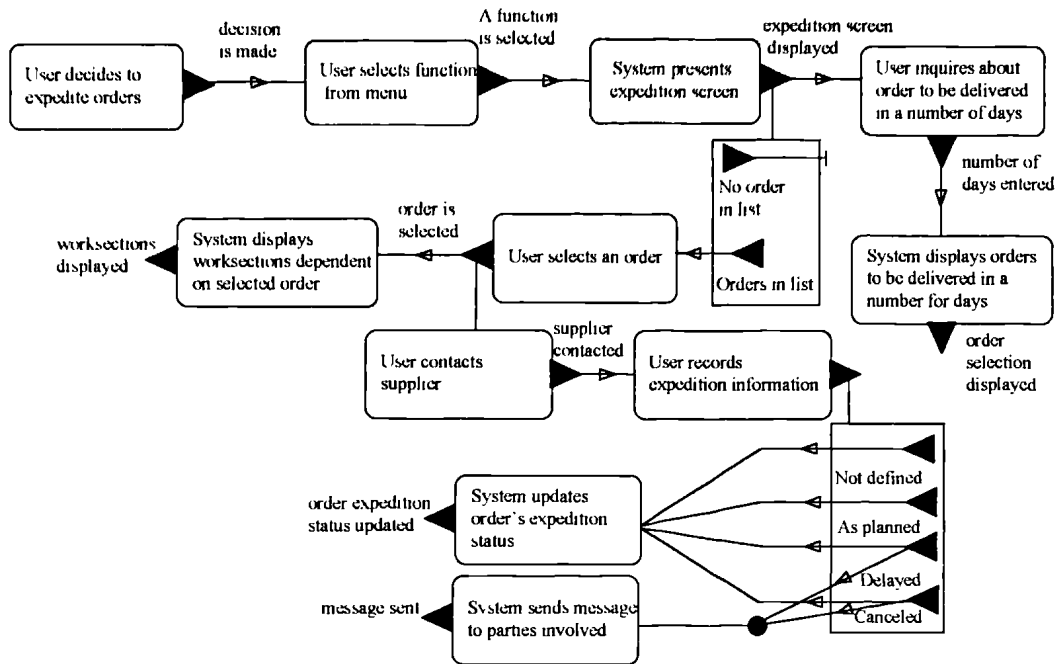 decision
is made
A function
is selected
expedition screen
displayed
User decides to
expedite orders
User selects function
from menu
System presents
expedition screen
User inquires about
order to be delivered
in a number of days
number of
days entered
No order
in list
Orders in list
order is
selected
User selects an order
System displays
worksections dependent
on selected order
worksections
displayed
System displays orders
to be delivered in a
number for days
order
selection
displayed
User contacts
supplier
supplier
contacted
User records
expedition information
Not defined
As planned
Delayed
Canceled
System updates
order's expedition
status
order expedition
status updated
System sends message
to parties involved
message sent